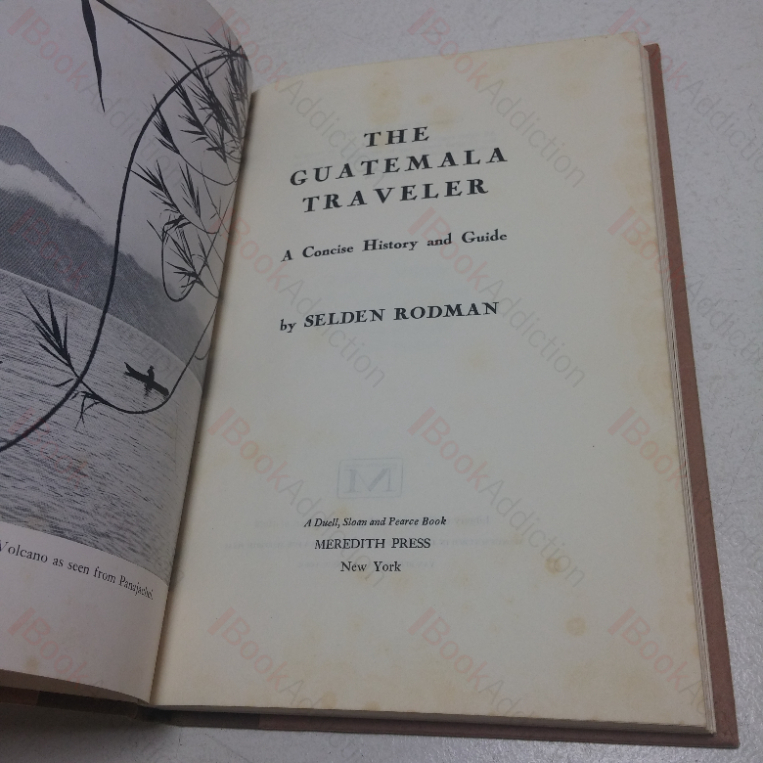 Volcano as seen from Panajachel.
THE
GUATEMALA
TRAVELER
A Concise History and Guide
by SELDEN RODMAN
M
A Duell, Sloan and Pearce Book
MEREDITH PRESS
New York
BookAddiction